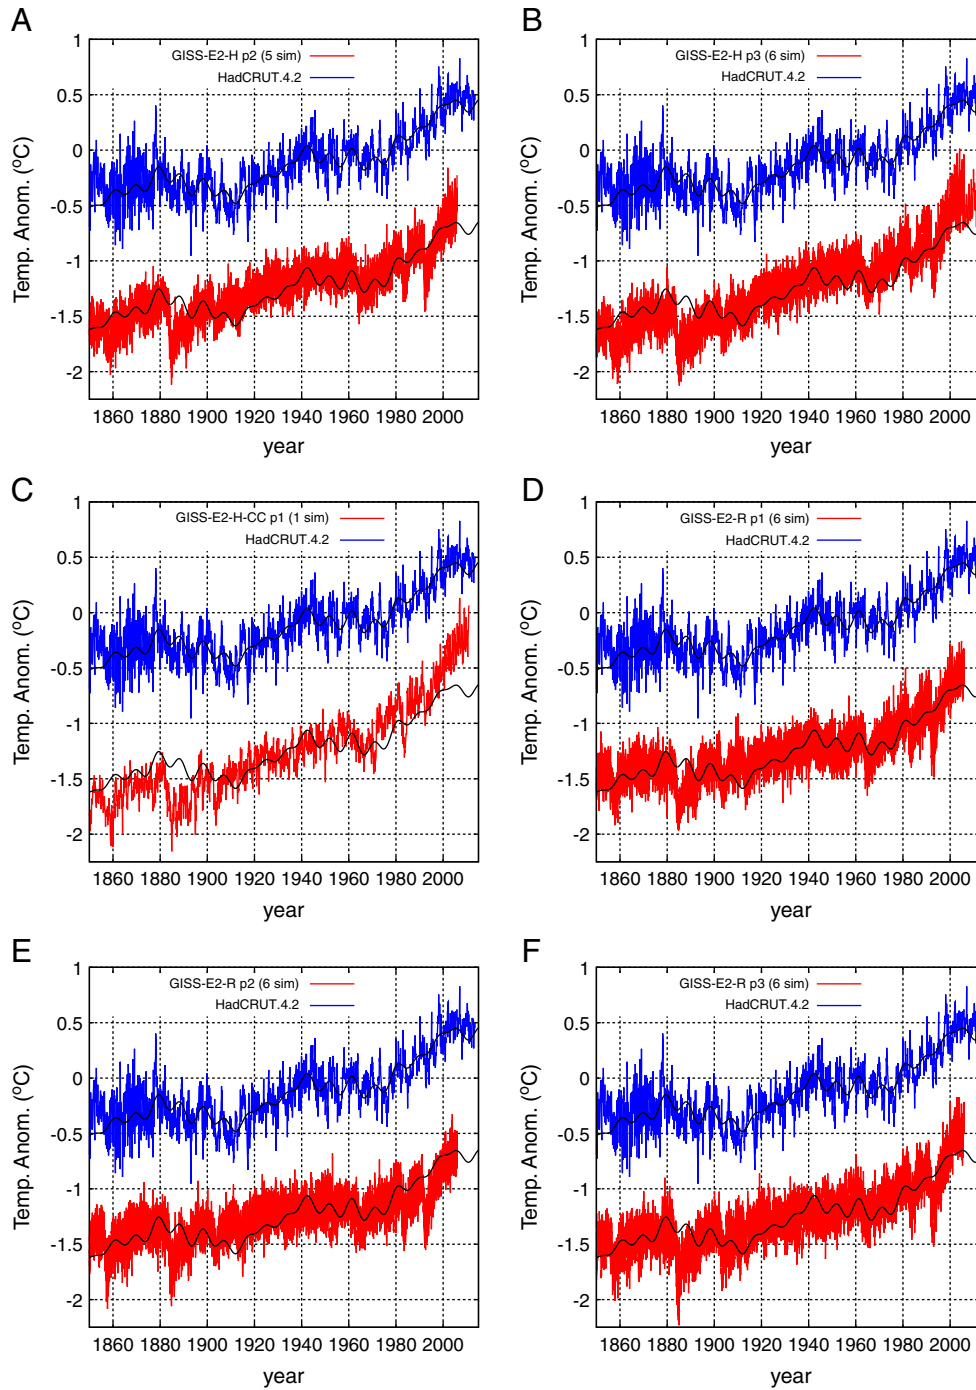 A
GISS-E2-H p2 (5 sim)
HadCRUT.4.2
Temp. Anom. (°C)
1
0.5
0
-0.5
-1
-1.5
-2
1860 1880 1900 1920 1940 1960 1980 2000
year
B
GISS-E2-H p3 (6 sim)
HadCRUT.4.2
Temp. Anom. (°C)
1
0.5
0
-0.5
-1
-1.5
-2
1860 1880 1900 1920 1940 1960 1980 2000
year
C
GISS-E2-H-CC p1 (1 sim)
HadCRUT.4.2
Temp. Anom. (°C)
1
0.5
0
-0.5
-1
-1.5
-2
1860 1880 1900 1920 1940 1960 1980 2000
year
D
GISS-E2-R p1 (6 sim)
HadCRUT.4.2
Temp. Anom. (°C)
1
0.5
0
-0.5
-1
-1.5
-2
1860 1880 1900 1920 1940 1960 1980 2000
year
E
GISS-E2-R p2 (6 sim)
HadCRUT.4.2
Temp. Anom. (°C)
1
0.5
0
-0.5
-1
-1.5
-2
1860 1880 1900 1920 1940 1960 1980 2000
year
F
GISS-E2-R p3 (6 sim)
HadCRUT.4.2
Temp. Anom. (°C)
1
0.5
0
-0.5
-1
-1.5
-2
1860 1880 1900 1920 1940 1960 1980 2000
year